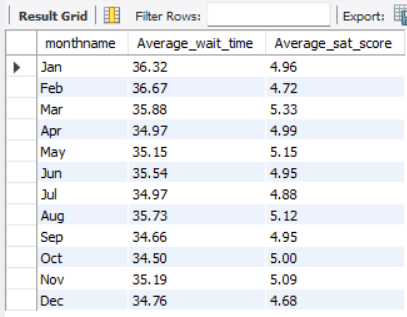 Result Grid Filter Rows: Export:
monthname Average_wait_time Average_sat_score
Jan 36.32 4.96
Feb 36.67 4.72
Mar 35.88 5.33
Apr 34.97 4.99
May 35.15 5.15
Jun 35.54 4.95
Jul 34.97 4.88
Aug 35.73 5.12
Sep 34.66 4.95
Oct 34.50 5.00
Nov 35.19 5.09
Dec 34.76 4.68